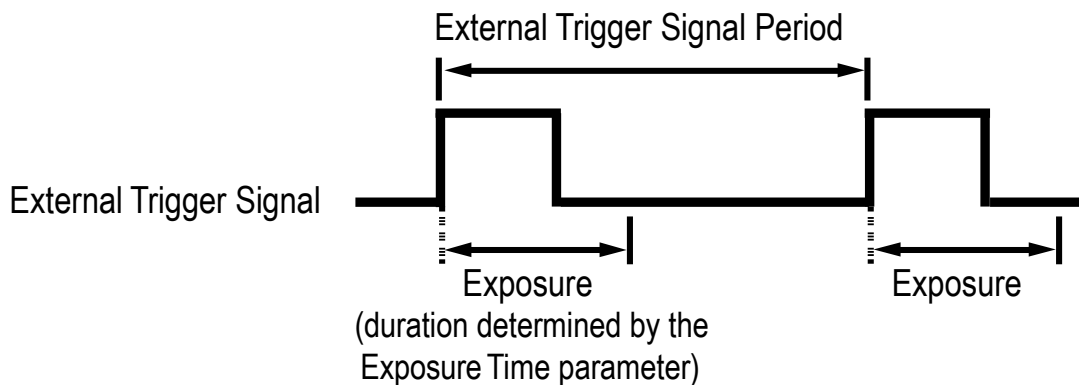 External Trigger Signal Period
External Trigger Signal
Exposure
(duration determined by the
Exposure Time parameter)
Exposure